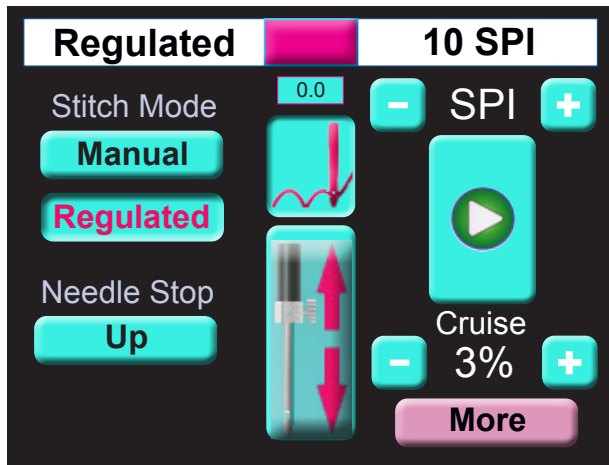 Regulated
10 SPI
0.0
Stitch Mode
- SPI +
Manual
Regulated
Needle Stop
Up
Cruise
- 3% +
More